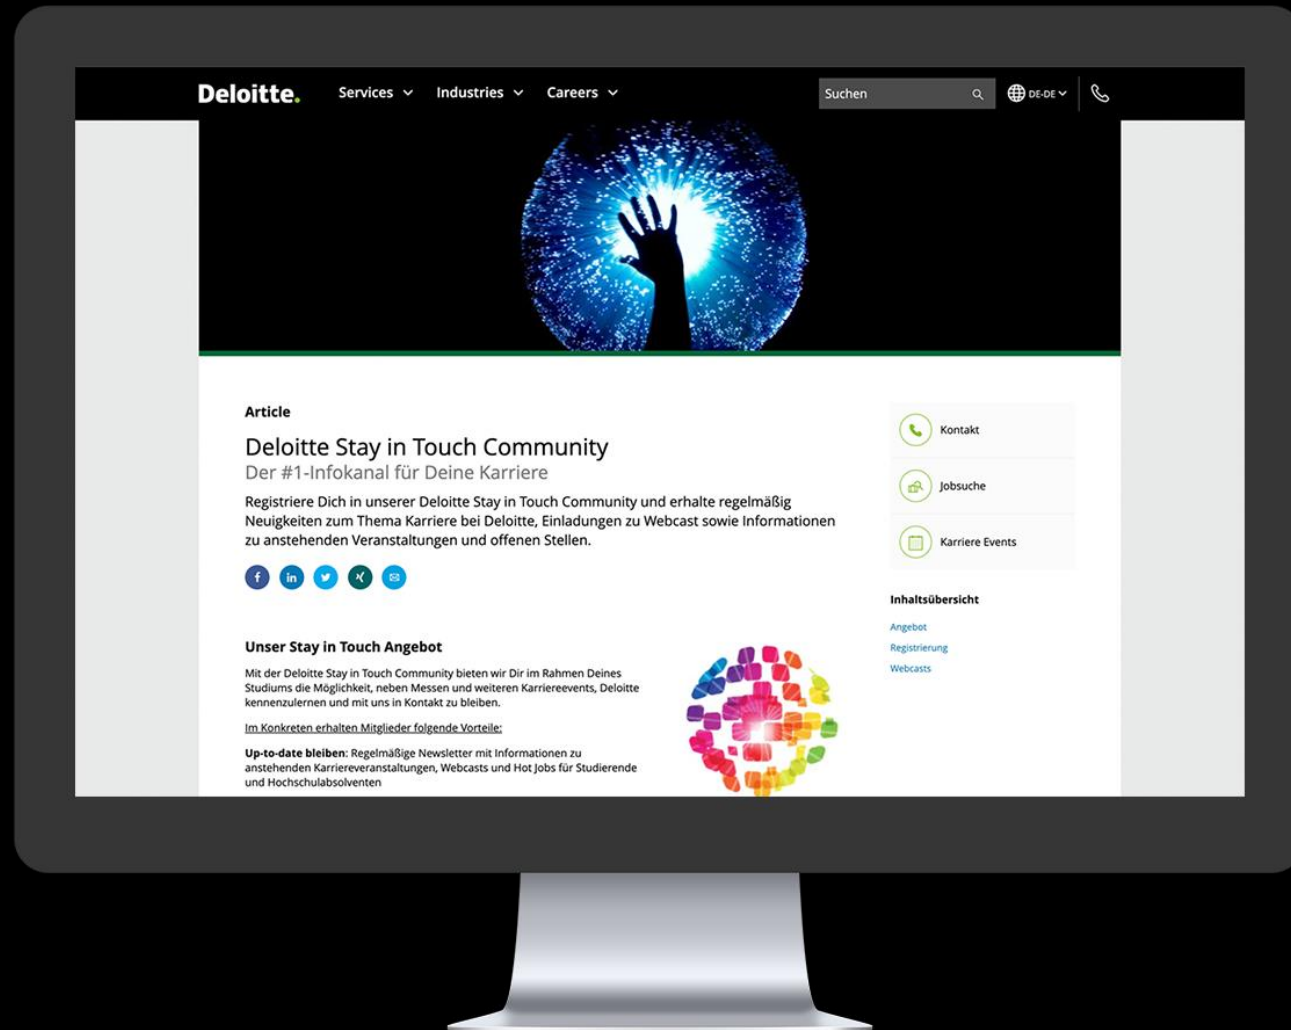 Deloitte.
Services
Industries
Careers
Suchen
DE-DE
Article
Deloitte Stay in Touch Community
Der #1-Infokanal für Deine Karriere
Registriere Dich in unserer Deloitte Stay in Touch Community und erhalte regelmäßig
Neuigkeiten zum Thema Karriere bei Deloitte, Einladungen zu Webcast sowie Informationen
zu anstehenden Veranstaltungen und offenen Stellen.
f
in
Unser Stay in Touch Angebot
Mit der Deloitte Stay in Touch Community bieten wir Dir im Rahmen Deines
Studiums die Möglichkeit, neben Messen und weiteren Karriereevents, Deloitte
kennenzulernen und mit uns in Kontakt zu bleiben.
Im Konkreten erhalten Mitglieder folgende Vorteile:
Up-to-date bleiben: Regelmäßige Newsletter mit Informationen zu
anstehenden Karriereveranstaltungen, Webcasts und Hot Jobs für Studierende
und Hochschulabsolventen
Kontakt
Jobsuche
Karriere Events
Inhaltsübersicht
Angebot
Registrierung
Webcasts